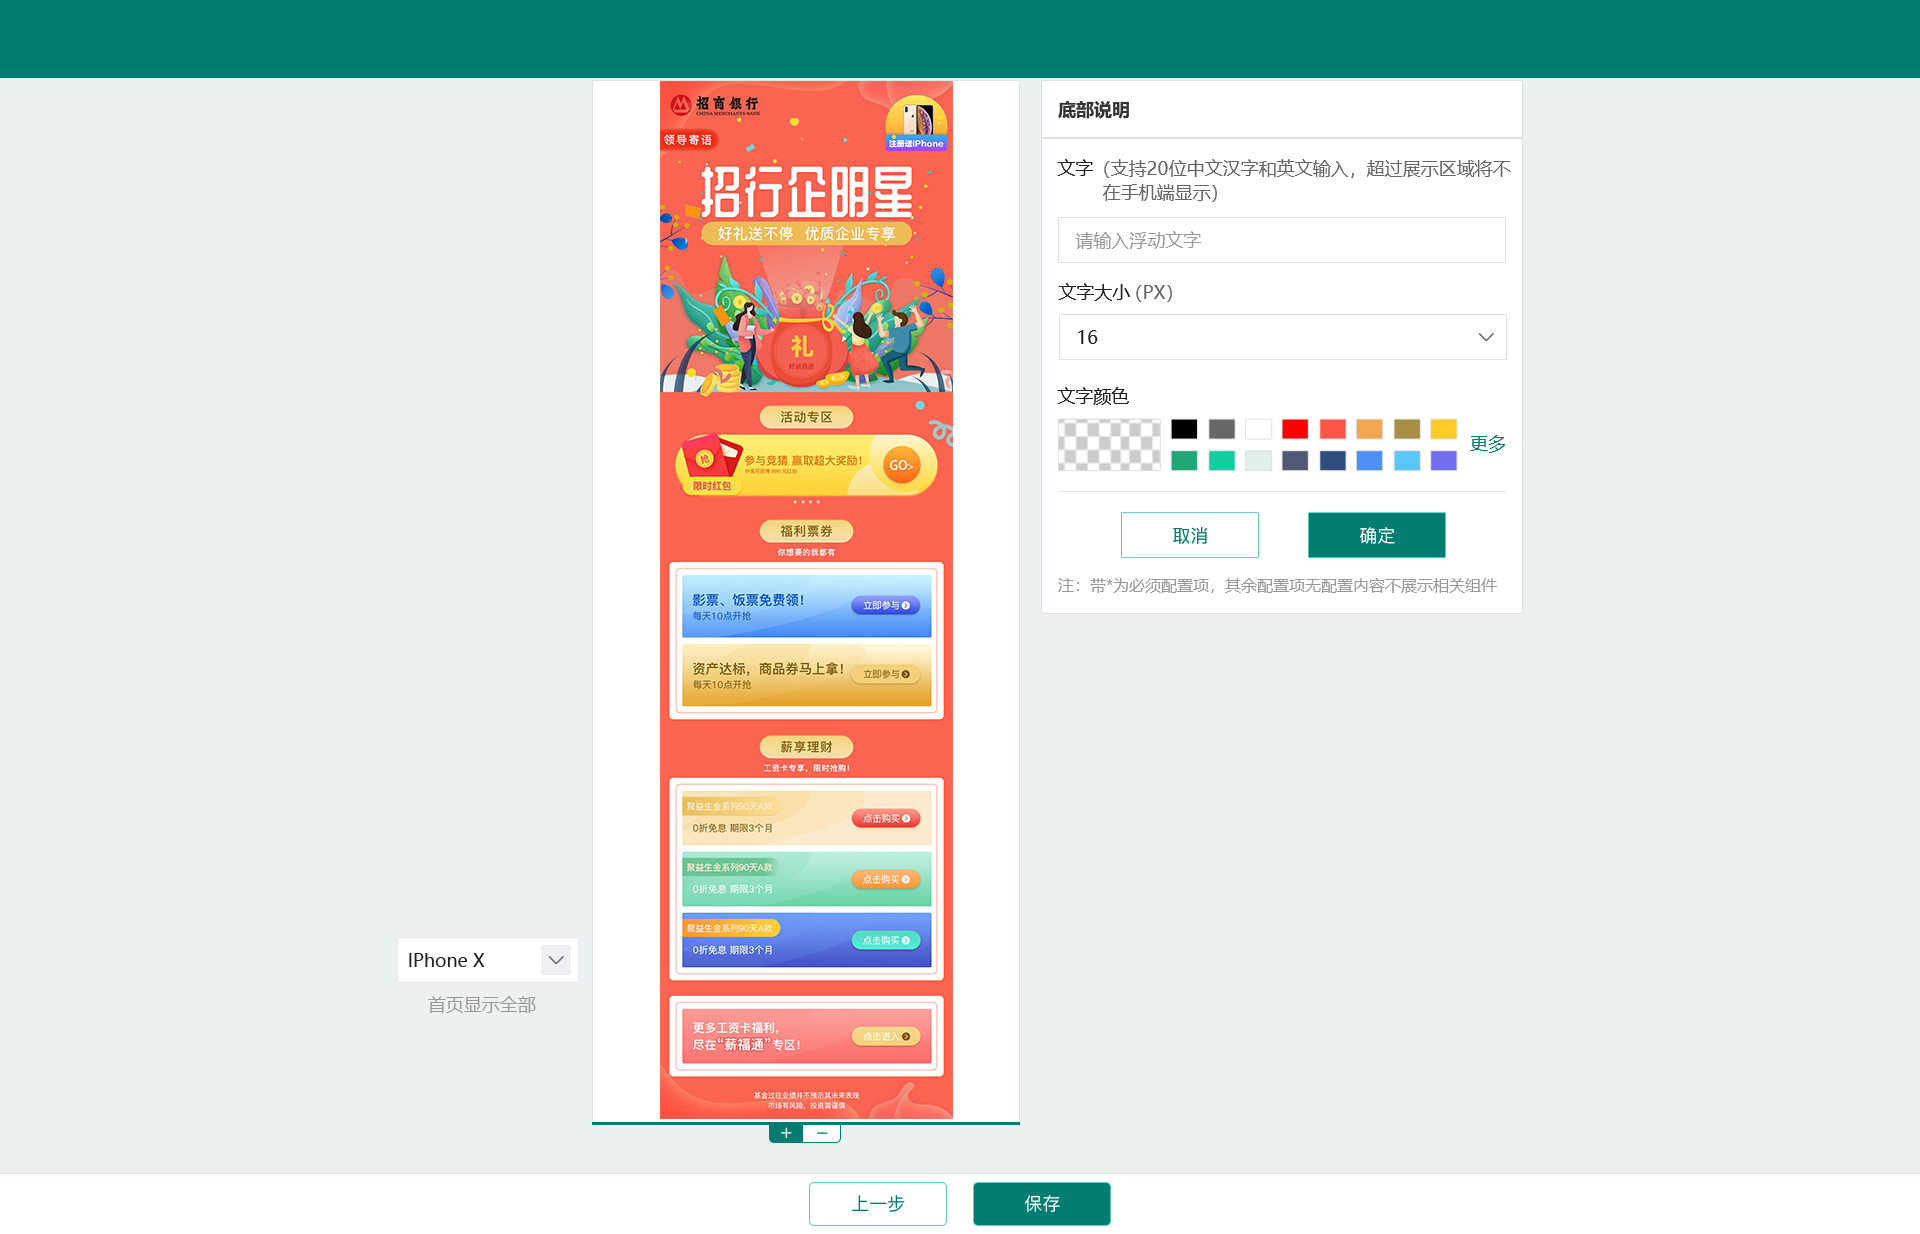 招商银行
CHINA MERCHANTS BANK
领导寄语
注册送iPhone
招行企明星
好礼送不停 优质企业专享
礼
好运连连
活动专区
抢
限时红包
参与竞猜 赢取超大奖励！
GO>
福利票券
你想要的我都有
影票、饭票免费领！
每天10点开抢
立即参与
资产达标，商品券马上拿！
每天10点开抢
立即参与
薪享理财
工资卡专享，限时抢购！
聚益生金系列90天A款
0折免息 期限3个月
点击购买
聚益生金系列90天A款
0折免息 期限3个月
点击购买
聚益生金系列90天A款
0折免息 期限3个月
点击购买
更多工资卡福利，
尽在“薪福通”专区！
点击进入
基金过往业绩并不预示其未来表现
市场有风险，投资需谨慎
+ −
IPhone X
首页显示全部
底部说明
文字（支持20位中文汉字和英文输入，超过展示区域将不
在手机端显示）
请输入浮动文字
文字大小 (PX)
16
文字颜色
更多
取消 确定
注：带*为必须配置项，其余配置项无配置内容不展示相关组件
上一步 保存